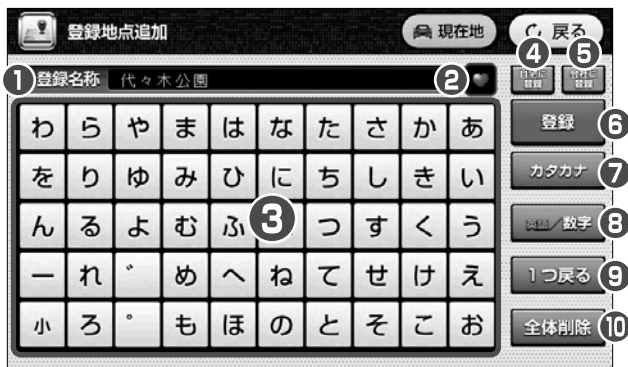 登録地点追加 現在地 戻る
④ ⑤
① 登録名称 代々木公園 ② 自宅に登録 会社に登録
わ らやまはなたさかあ 登録 ⑥
をりゆみひにちしきい カタカナ ⑦
んるよむふ③つすくう 英語/数字 ⑧
ーれ゛めへねてせけえ 1つ戻る ⑨
小ろ゜もほのとそこお 全体削除 ⑩